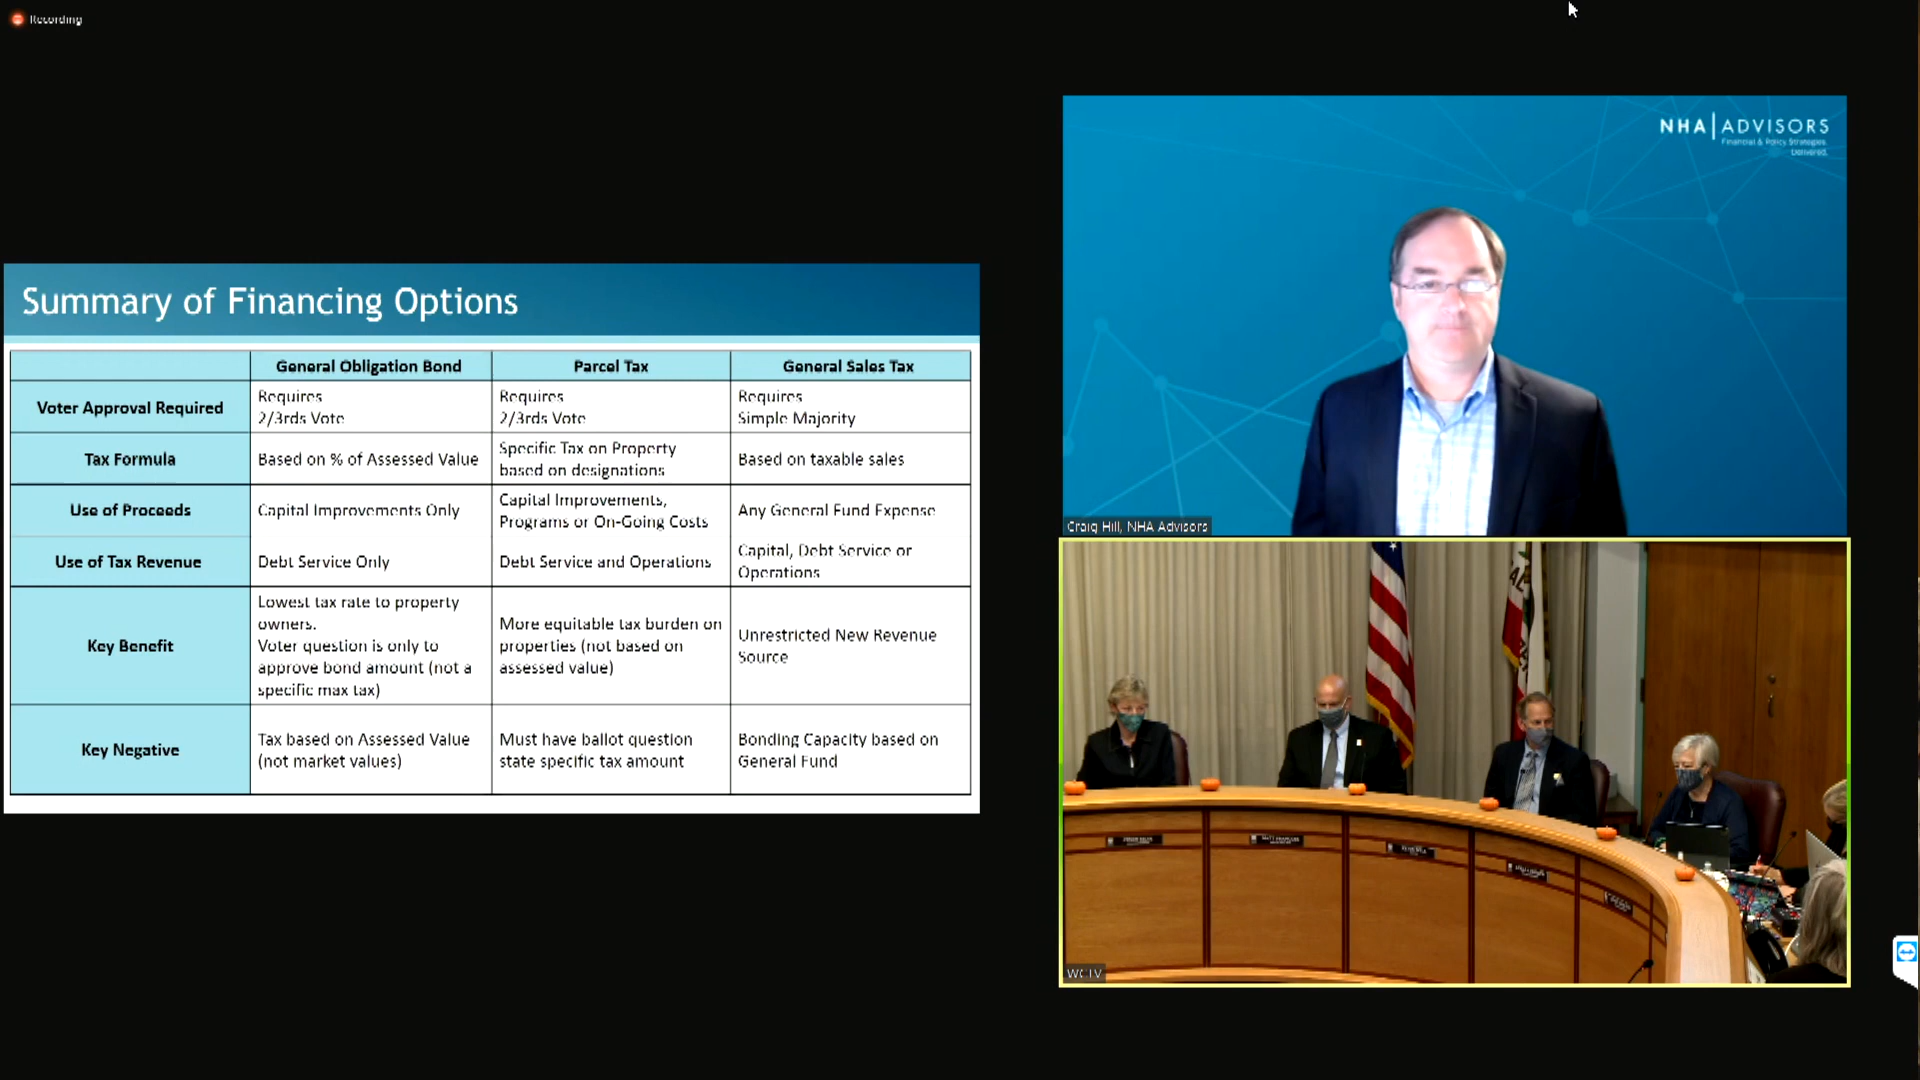 Recording
Summary of Financing Options
General Obligation Bond
Parcel Tax
General Sales Tax
Voter Approval Required
Requires
2/3rds Vote
Requires
2/3rds Vote
Requires
Simple Majority
Tax Formula
Based on % of Assessed Value
Specific Tax on Property
based on designations
Based on taxable sales
Use of Proceeds
Capital Improvements Only
Capital Improvements,
Programs or On-Going Costs
Any General Fund Expense
Use of Tax Revenue
Debt Service Only
Debt Service and Operations
Capital, Debt Service or
Operations
Key Benefit
Lowest tax rate to property
owners.
Voter question is only to
approve bond amount (not a
specific max tax)
More equitable tax burden on
properties (not based on
assessed value)
Unrestricted New Revenue
Source
Key Negative
Tax based on Assessed Value
(not market values)
Must have ballot question
state specific tax amount
Bonding Capacity based on
General Fund
NHA ADVISORS
Financial & Policy Strategies.
Delivered.
Craig Hill, NHA Advisors
WCTV